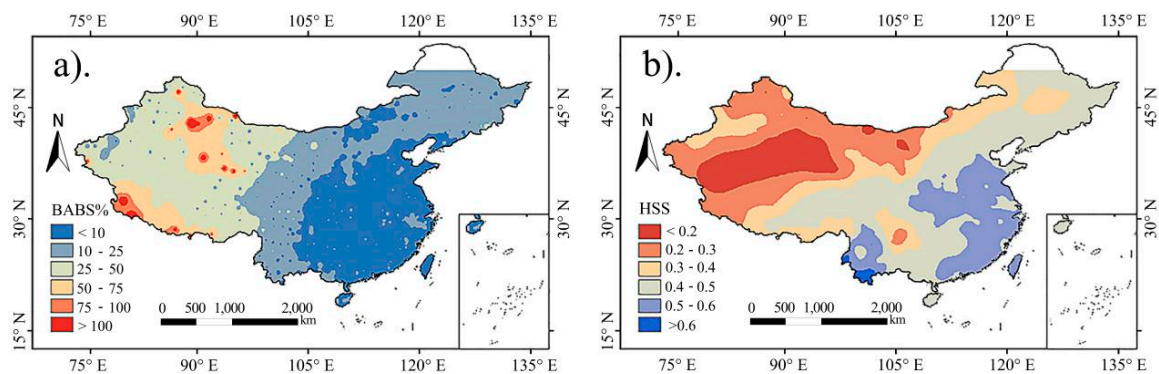 75° E 90° E 105° E 120° E 135° E
a).
45° N
30° N
15° N
N
BABS%
< 10
10 - 25
25 - 50
50 - 75
75 - 100
> 100
0 500 1,000 2,000
km
45° N
30° N
15° N
75° E 90° E 105° E 120° E 135° E
75° E 90° E 105° E 120° E 135° E
b).
45° N
30° N
15° N
N
HSS
< 0.2
0.2 - 0.3
0.3 - 0.4
0.4 - 0.5
0.5 - 0.6
>0.6
0 500 1,000 2,000
km
45° N
30° N
15° N
75° E 90° E 105° E 120° E 135° E